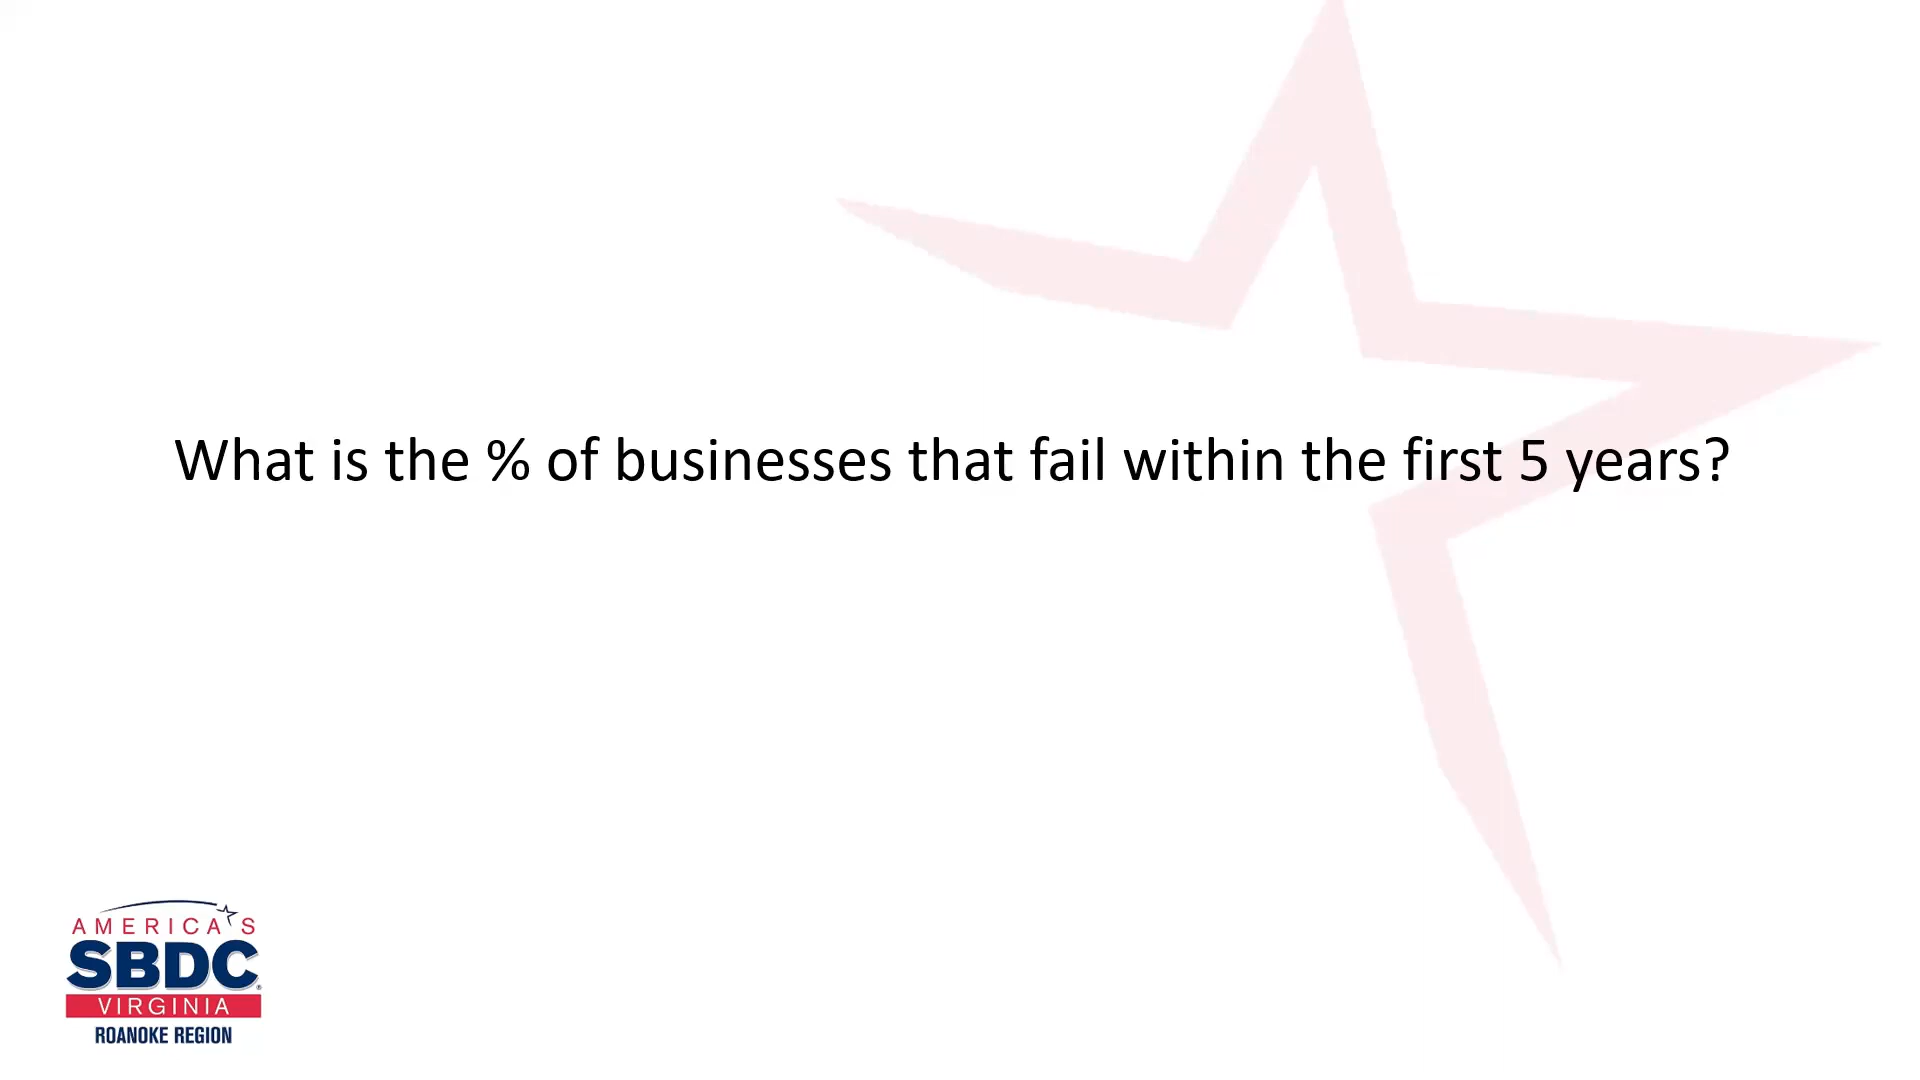 What is the % of businesses that fail within the first 5 years?
AMERICA'S
SBDC®
VIRGINIA
ROANOKE REGION